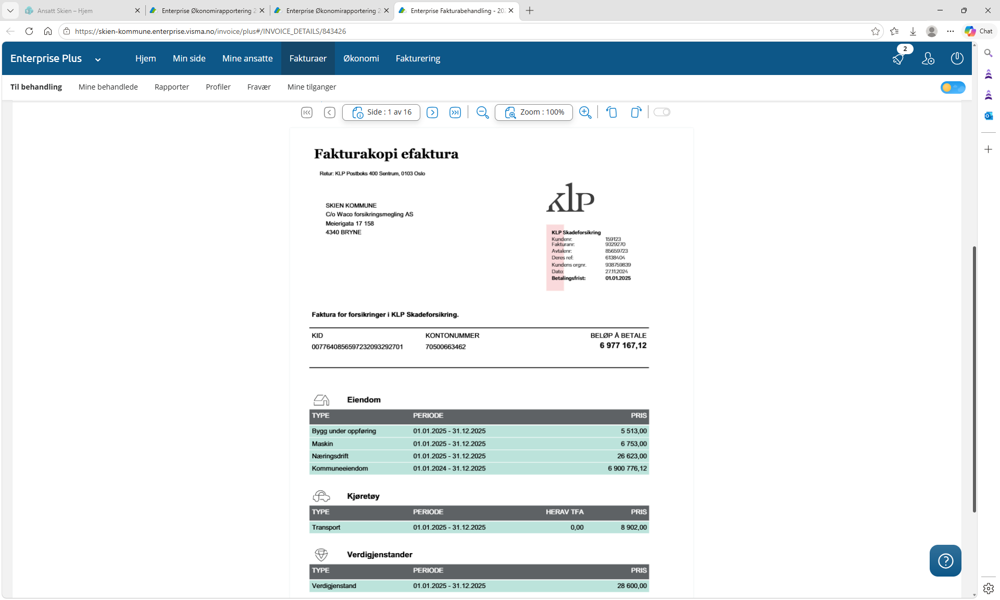 Ansatt Skien – Hjem
Enterprise Økonomirapportering 2
Enterprise Økonomirapportering 2
Enterprise Fakturabehandling - 202
https://skien-kommune.enterprise.visma.no/invoice/plus#/INVOICE_DETAILS/843426
Chat
Enterprise Plus
Hjem
Min side
Mine ansatte
Fakturaer
Økonomi
Fakturering
2
Til behandling
Mine behandlede
Rapporter
Profiler
Fravær
Mine tilganger
Side : 1 av 16
Zoom : 100%
Fakturakopi efaktura
Retur: KLP Postboks 400 Sentrum, 0103 Oslo
klp
SKIEN KOMMUNE
C/o Waco forsikringsmegling AS
Meierigata 17 158
4340 BRYNE
KLP Skadeforsikring
Kundenr: 159123
Fakturanr: 9329270
Avtalenr: 85659723
Deres ref: 6138404
Kundens orgnr. 938759839
Dato: 27.11.2024
Betalingsfrist: 01.01.2025
Faktura for forsikringer i KLP Skadeforsikring.
KID KONTONUMMER BELØP Å BETALE
0077640856597232093292701 70500663462 6 977 167,12
Eiendom
TYPE PERIODE PRIS
Bygg under oppføring 01.01.2025 - 31.12.2025 5 513,00
Maskin 01.01.2025 - 31.12.2025 6 753,00
Næringsdrift 01.01.2025 - 31.12.2025 26 623,00
Kommuneeiendom 01.01.2024 - 31.12.2025 6 900 776,12
Kjøretøy
TYPE PERIODE HERAV TFA PRIS
Transport 01.01.2025 - 31.12.2025 0,00 8 902,00
Verdigjenstander
TYPE PERIODE PRIS
Verdigjenstand 01.01.2025 - 31.12.2025 28 600,00